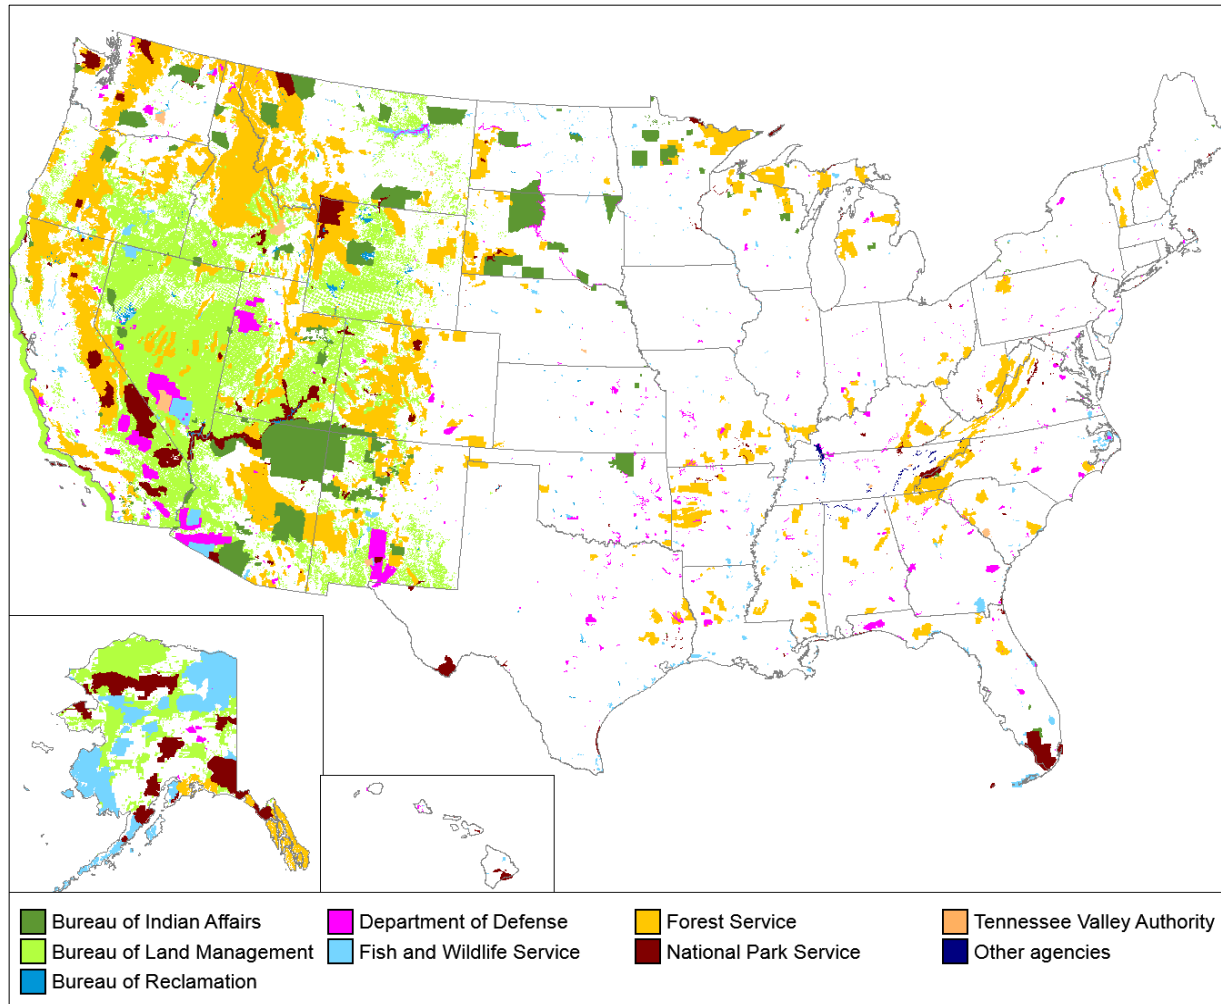 Bureau of Indian Affairs
Department of Defense
Forest Service
Tennessee Valley Authority
Bureau of Land Management
Fish and Wildlife Service
National Park Service
Other agencies
Bureau of Reclamation